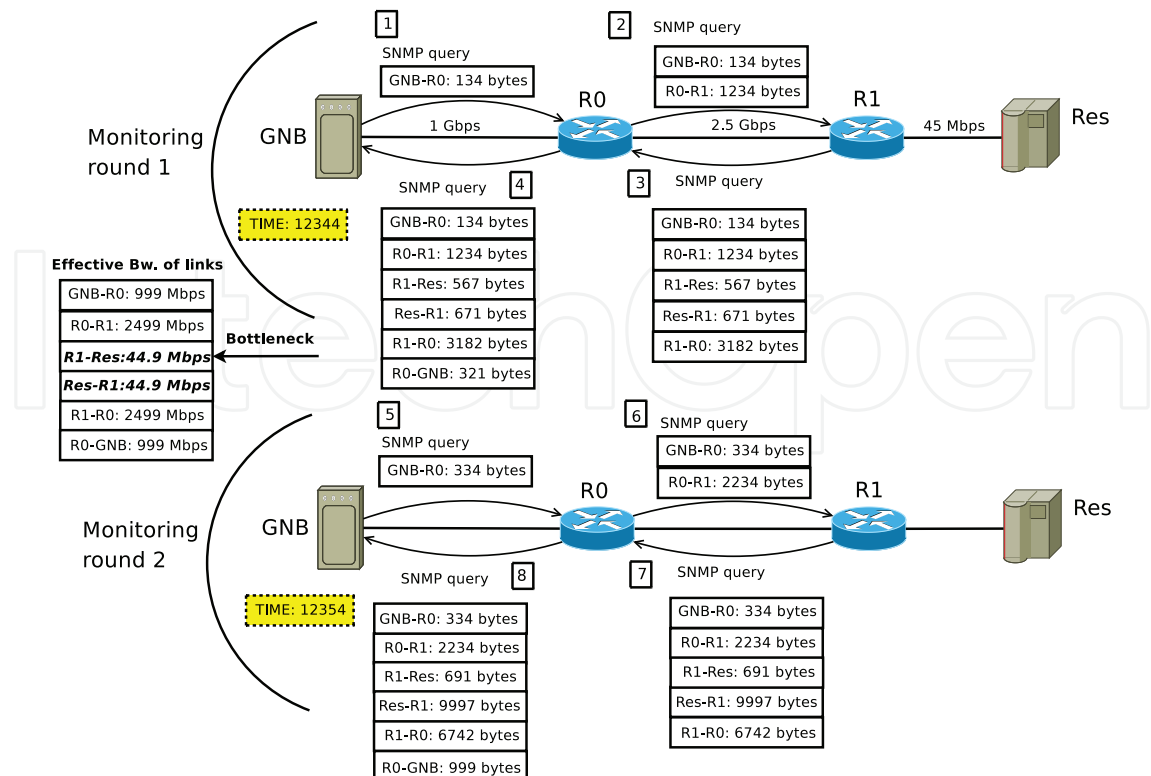 1
SNMP query
GNB-R0: 134 bytes
2
SNMP query
GNB-R0: 134 bytes
R0-R1: 1234 bytes
R0
R1
Res
GNB
1 Gbps
2.5 Gbps
45 Mbps
Monitoring
round 1
SNMP query
4
GNB-R0: 134 bytes
R0-R1: 1234 bytes
R1-Res: 567 bytes
Res-R1: 671 bytes
R1-R0: 3182 bytes
R0-GNB: 321 bytes
3
SNMP query
GNB-R0: 134 bytes
R0-R1: 1234 bytes
R1-Res: 567 bytes
Res-R1: 671 bytes
R1-R0: 3182 bytes
TIME: 12344
Effective Bw. of links
GNB-R0: 999 Mbps
R0-R1: 2499 Mbps
R1-Res:44.9 Mbps
Res-R1:44.9 Mbps
R1-R0: 2499 Mbps
R0-GNB: 999 Mbps
Bottleneck
IntechOpen
5
SNMP query
GNB-R0: 334 bytes
6
SNMP query
GNB-R0: 334 bytes
R0-R1: 2234 bytes
R0
R1
Res
GNB
Monitoring
round 2
SNMP query
8
GNB-R0: 334 bytes
R0-R1: 2234 bytes
R1-Res: 691 bytes
Res-R1: 9997 bytes
R1-R0: 6742 bytes
R0-GNB: 999 bytes
7
SNMP query
GNB-R0: 334 bytes
R0-R1: 2234 bytes
R1-Res: 691 bytes
Res-R1: 9997 bytes
R1-R0: 6742 bytes
TIME: 12354